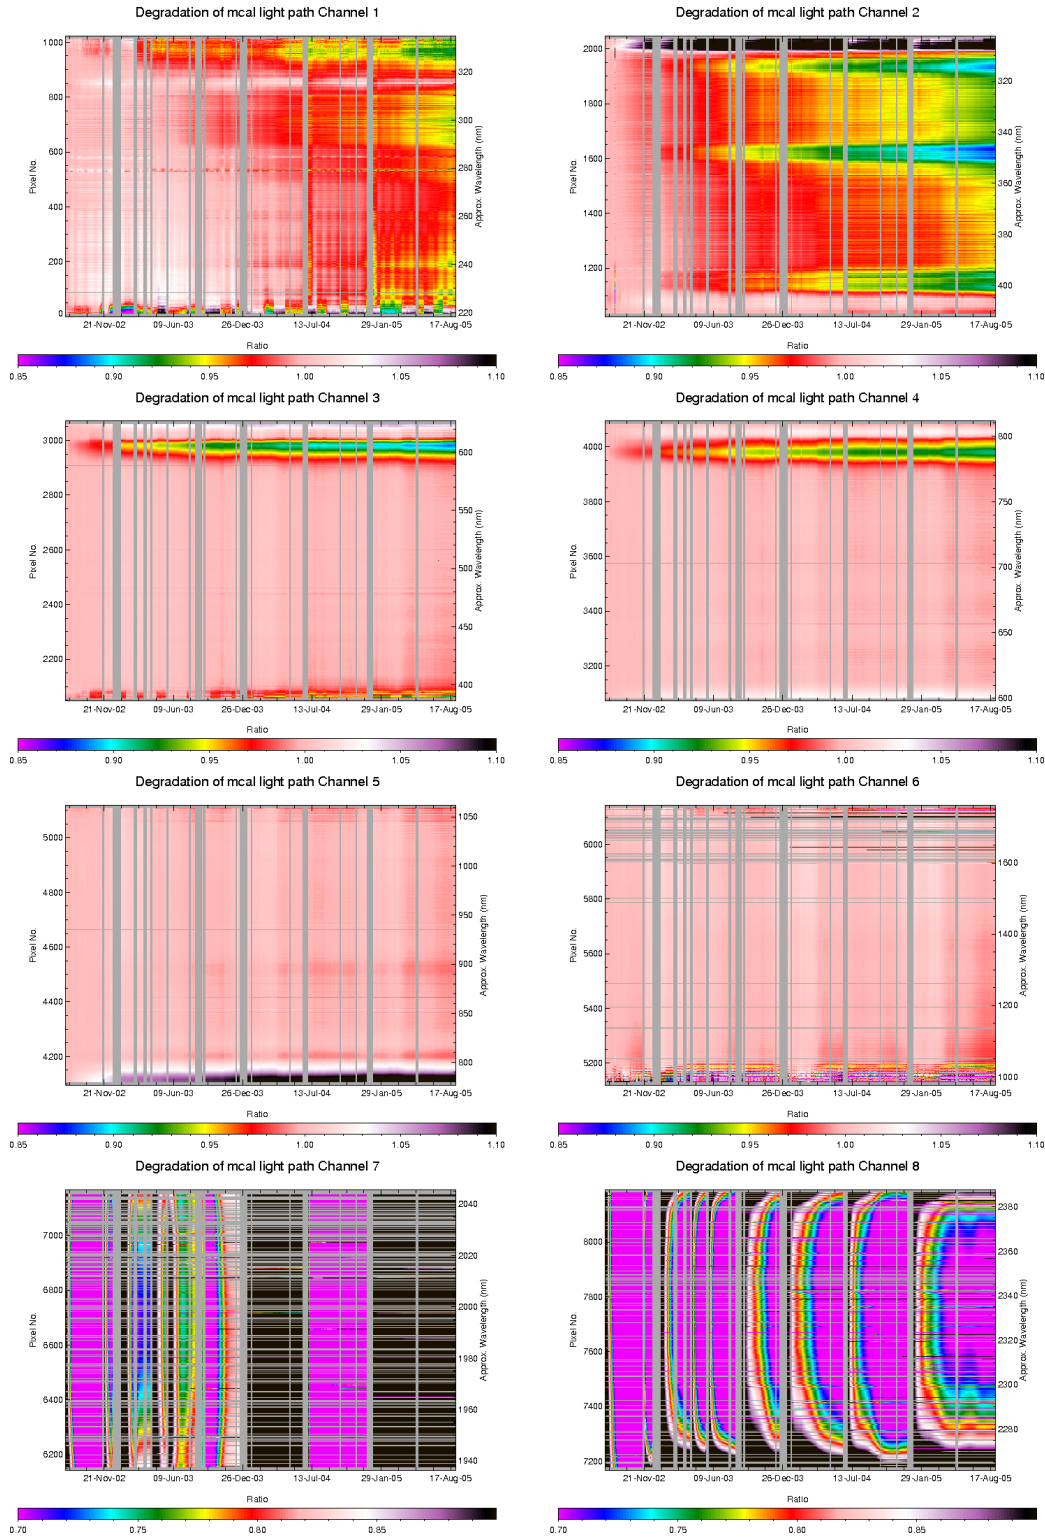 Degradation of mcal light path Channel 1
1000
800
600
400
200
0
Pixel No.
320
300
280
260
240
220
Approx. Wavelength (nm)
21-Nov-02 09-Jun-03 26-Dec-03 13-Jul-04 29-Jan-05 17-Aug-05
Ratio
0.85 0.90 0.95 1.00 1.05 1.10
Degradation of mcal light path Channel 2
2000
1800
1600
1400
1200
Pixel No.
320
340
360
380
400
Approx. Wavelength (nm)
21-Nov-02 09-Jun-03 26-Dec-03 13-Jul-04 29-Jan-05 17-Aug-05
Ratio
0.85 0.90 0.95 1.00 1.05 1.10
Degradation of mcal light path Channel 3
3000
2800
2600
2400
2200
Pixel No.
600
550
500
450
400
Approx. Wavelength (nm)
21-Nov-02 09-Jun-03 26-Dec-03 13-Jul-04 29-Jan-05 17-Aug-05
Ratio
0.85 0.90 0.95 1.00 1.05 1.10
Degradation of mcal light path Channel 4
4000
3800
3600
3400
3200
Pixel No.
800
750
700
650
600
Approx. Wavelength (nm)
21-Nov-02 09-Jun-03 26-Dec-03 13-Jul-04 29-Jan-05 17-Aug-05
Ratio
0.85 0.90 0.95 1.00 1.05 1.10
Degradation of mcal light path Channel 5
5000
4800
4600
4400
4200
Pixel No.
1050
1000
950
900
850
800
Approx. Wavelength (nm)
21-Nov-02 09-Jun-03 26-Dec-03 13-Jul-04 29-Jan-05 17-Aug-05
Ratio
0.85 0.90 0.95 1.00 1.05 1.10
Degradation of mcal light path Channel 6
6000
5800
5600
5400
5200
Pixel No.
1600
1400
1200
1000
Approx. Wavelength (nm)
21-Nov-02 09-Jun-03 26-Dec-03 13-Jul-04 29-Jan-05 17-Aug-05
Ratio
0.85 0.90 0.95 1.00 1.05 1.10
Degradation of mcal light path Channel 7
7000
6800
6600
6400
6200
Pixel No.
2040
2020
2000
1980
1960
1940
Approx. Wavelength (nm)
21-Nov-02 09-Jun-03 26-Dec-03 13-Jul-04 29-Jan-05 17-Aug-05
Ratio
0.70 0.75 0.80 0.85
Degradation of mcal light path Channel 8
8000
7800
7600
7400
7200
Pixel No.
2380
2360
2340
2320
2300
2280
Approx. Wavelength (nm)
21-Nov-02 09-Jun-03 26-Dec-03 13-Jul-04 29-Jan-05 17-Aug-05
Ratio
0.70 0.75 0.80 0.85